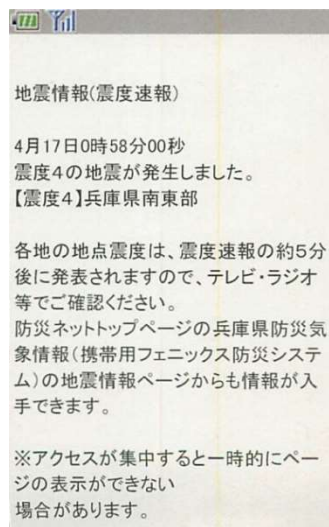 地震情報(震度速報)
4月17日0時58分00秒
震度4の地震が発生しました。
【震度4】兵庫県南東部
各地の地点震度は、震度速報の約5分
後に発表されますので、テレビ・ラジオ
等でご確認ください。
防災ネットトップページの兵庫県防災気
象情報(携帯用フェニックス防災システ
ム)の地震情報ページからも情報が入
手できます。
※アクセスが集中すると一時的にペー
ジの表示ができない
場合があります。